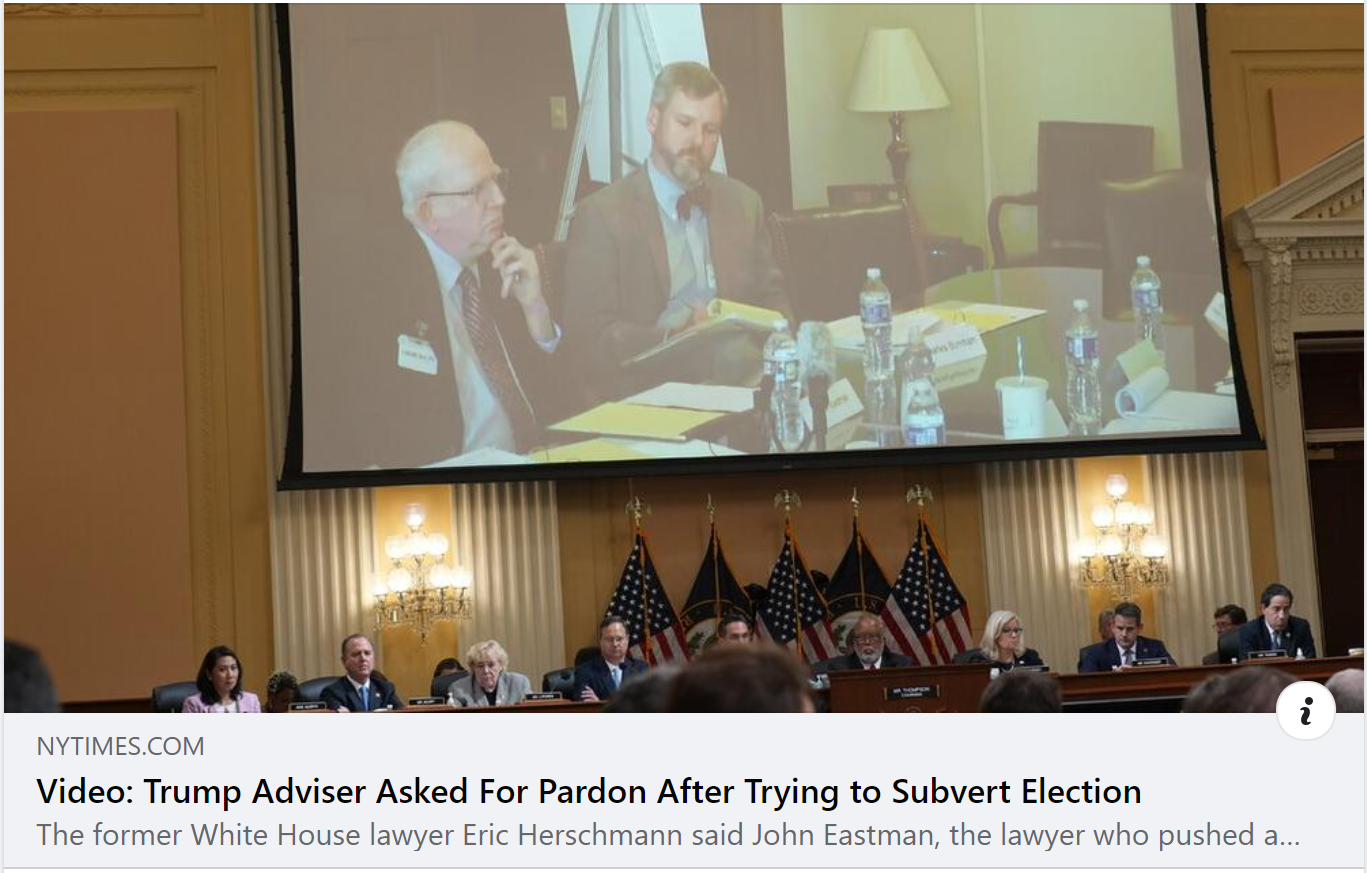 MR. THOMPSON
CHAIRMAN
NYTIMES.COM
Video: Trump Adviser Asked For Pardon After Trying to Subvert Election
The former White House lawyer Eric Herschmann said John Eastman, the lawyer who pushed a...